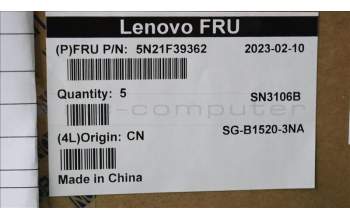 Lenovo FRU
(P)FRU P/N: 5N21F39362 2023-02-10
Quantity: 5 SN3106B
-computer
(4L)Origin: CN SG-B1520-3NA
Made in China